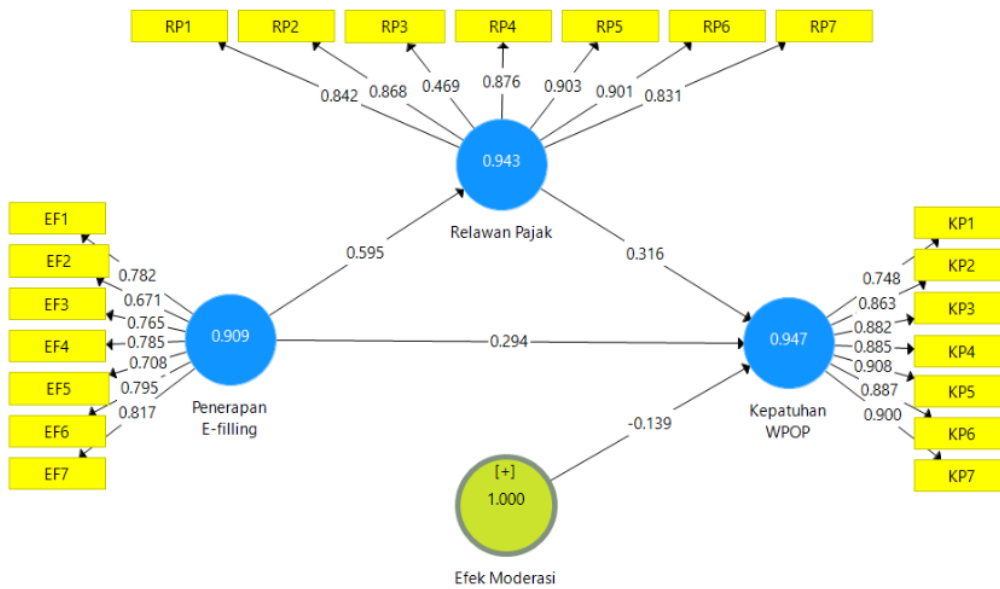 RP1 RP2 RP3 RP4 RP5 RP6 RP7
0.842 0.868 0.469 0.876 0.903 0.901 0.831
0.943
Relawan Pajak
0.595
0.316
EF1
EF2
EF3
EF4
EF5
EF6
EF7
0.782
0.671
0.765
0.785
0.708
0.795
0.817
0.909
Penerapan
E-filling
0.294
0.947
Kepatuhan
WPOP
0.748
0.863
0.882
0.885
0.908
0.887
0.900
KP1
KP2
KP3
KP4
KP5
KP6
KP7
-0.139
[+]
1.000
Efek Moderasi